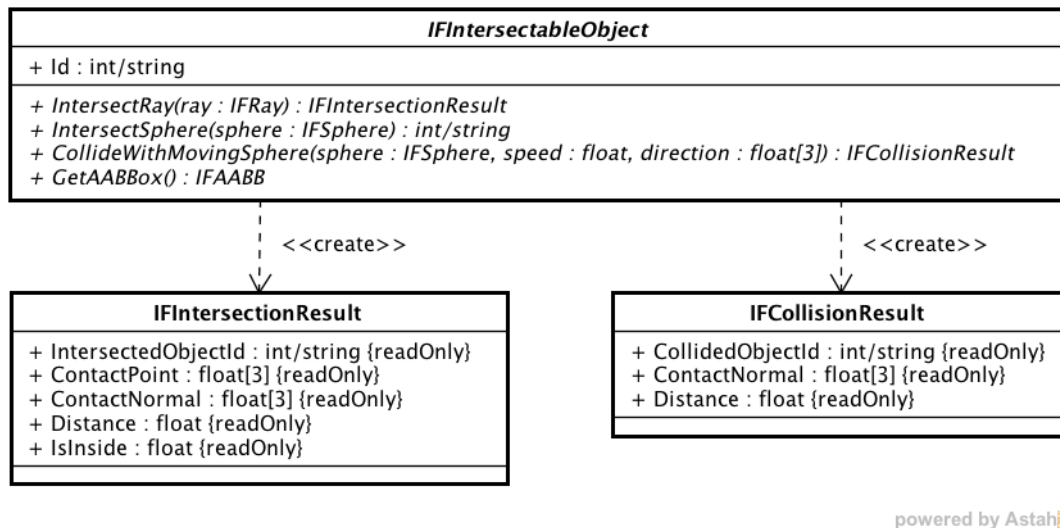 IFIntersectableObject
+ Id : int/string
+ IntersectRay(ray : IFRay) : IFIntersectionResult
+ IntersectSphere(sphere : IFSphere) : int/string
+ CollideWithMovingSphere(sphere : IFSphere, speed : float, direction : float[3]) : IFCollisionResult
+ GetAABBox() : IFAABB
<<create>>
<<create>>
IFIntersectionResult
+ IntersectedObjectId : int/string {readOnly}
+ ContactPoint : float[3] {readOnly}
+ ContactNormal : float[3] {readOnly}
+ Distance : float {readOnly}
+ IsInside : float {readOnly}
IFCollisionResult
+ CollidedObjectId : int/string {readOnly}
+ ContactNormal : float[3] {readOnly}
+ Distance : float {readOnly}
powered by Astah